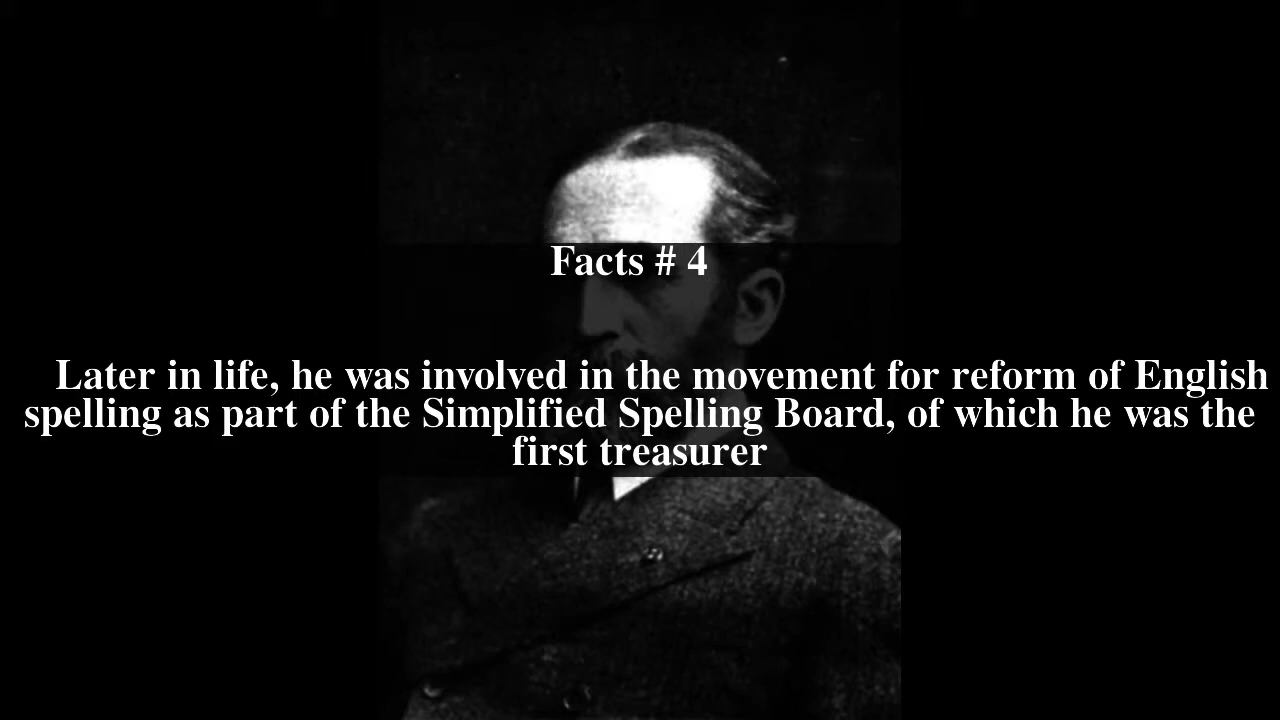 Facts # 4
Later in life, he was involved in the movement for reform of English
spelling as part of the Simplified Spelling Board, of which he was the
first treasurer